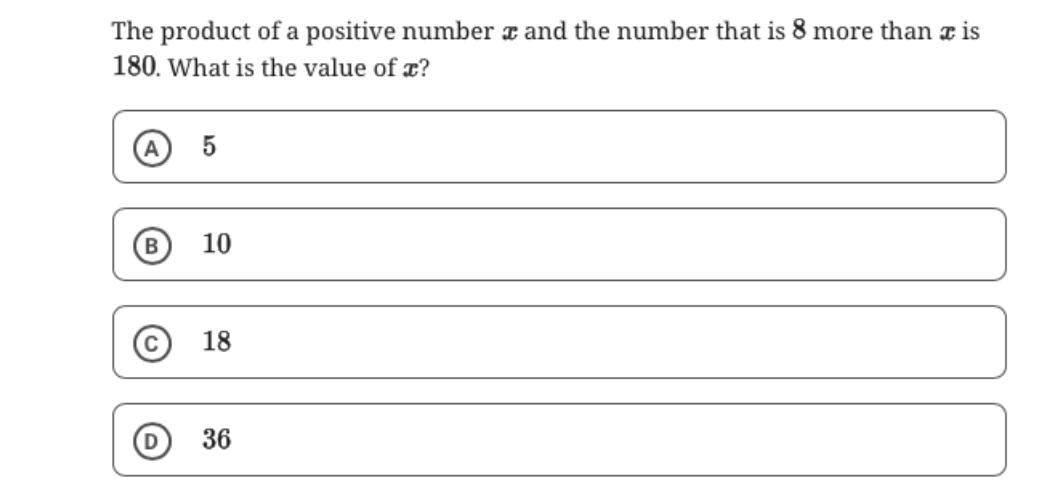 The product of a positive number x and the number that is 8 more than x is
180. What is the value of x?
A 5
B 10
C 18
D 36